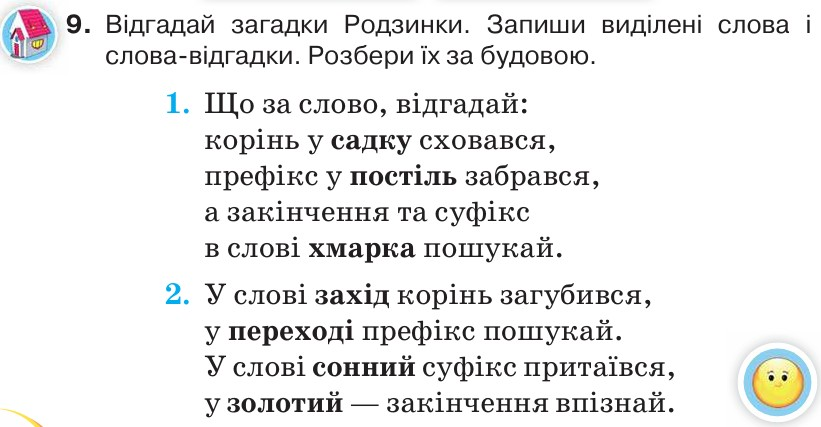 9. Відгадай загадки Родзинки. Запиши виділені слова і
слова-відгадки. Розбери їх за будовою.
1. Що за слово, відгадай:
корінь у садку сховався,
префікс у постіль забрався,
а закінчення та суфікс
в слові хмарка пошукай.
2. У слові захід корінь загубився,
у переході префікс пошукай.
У слові сонний суфікс притаївся,
у золотий — закінчення впізнай.